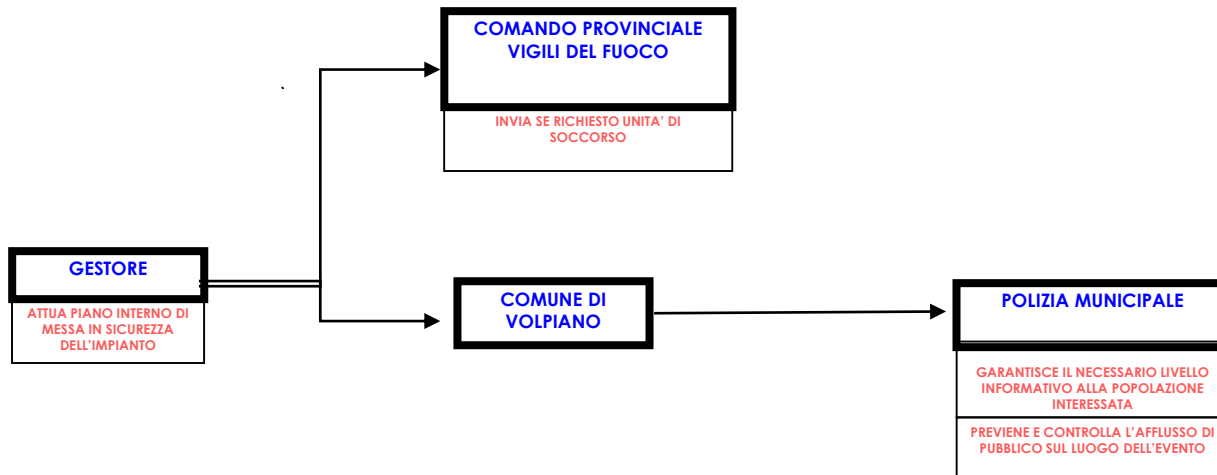 COMANDO PROVINCIALE
VIGILI DEL FUOCO
INVIA SE RICHIESTO UNITA' DI
SOCCORSO
GESTORE
ATTUA PIANO INTERNO DI
MESSA IN SICUREZZA
DELL'IMPIANTO
COMUNE DI
VOLPIANO
POLIZIA MUNICIPALE
GARANTISCE IL NECESSARIO LIVELLO
INFORMATIVO ALLA POPOLAZIONE
INTERESSATA
PREVIENE E CONTROLLA L'AFFLUSSO DI
PUBBLICO SUL LUOGO DELL'EVENTO